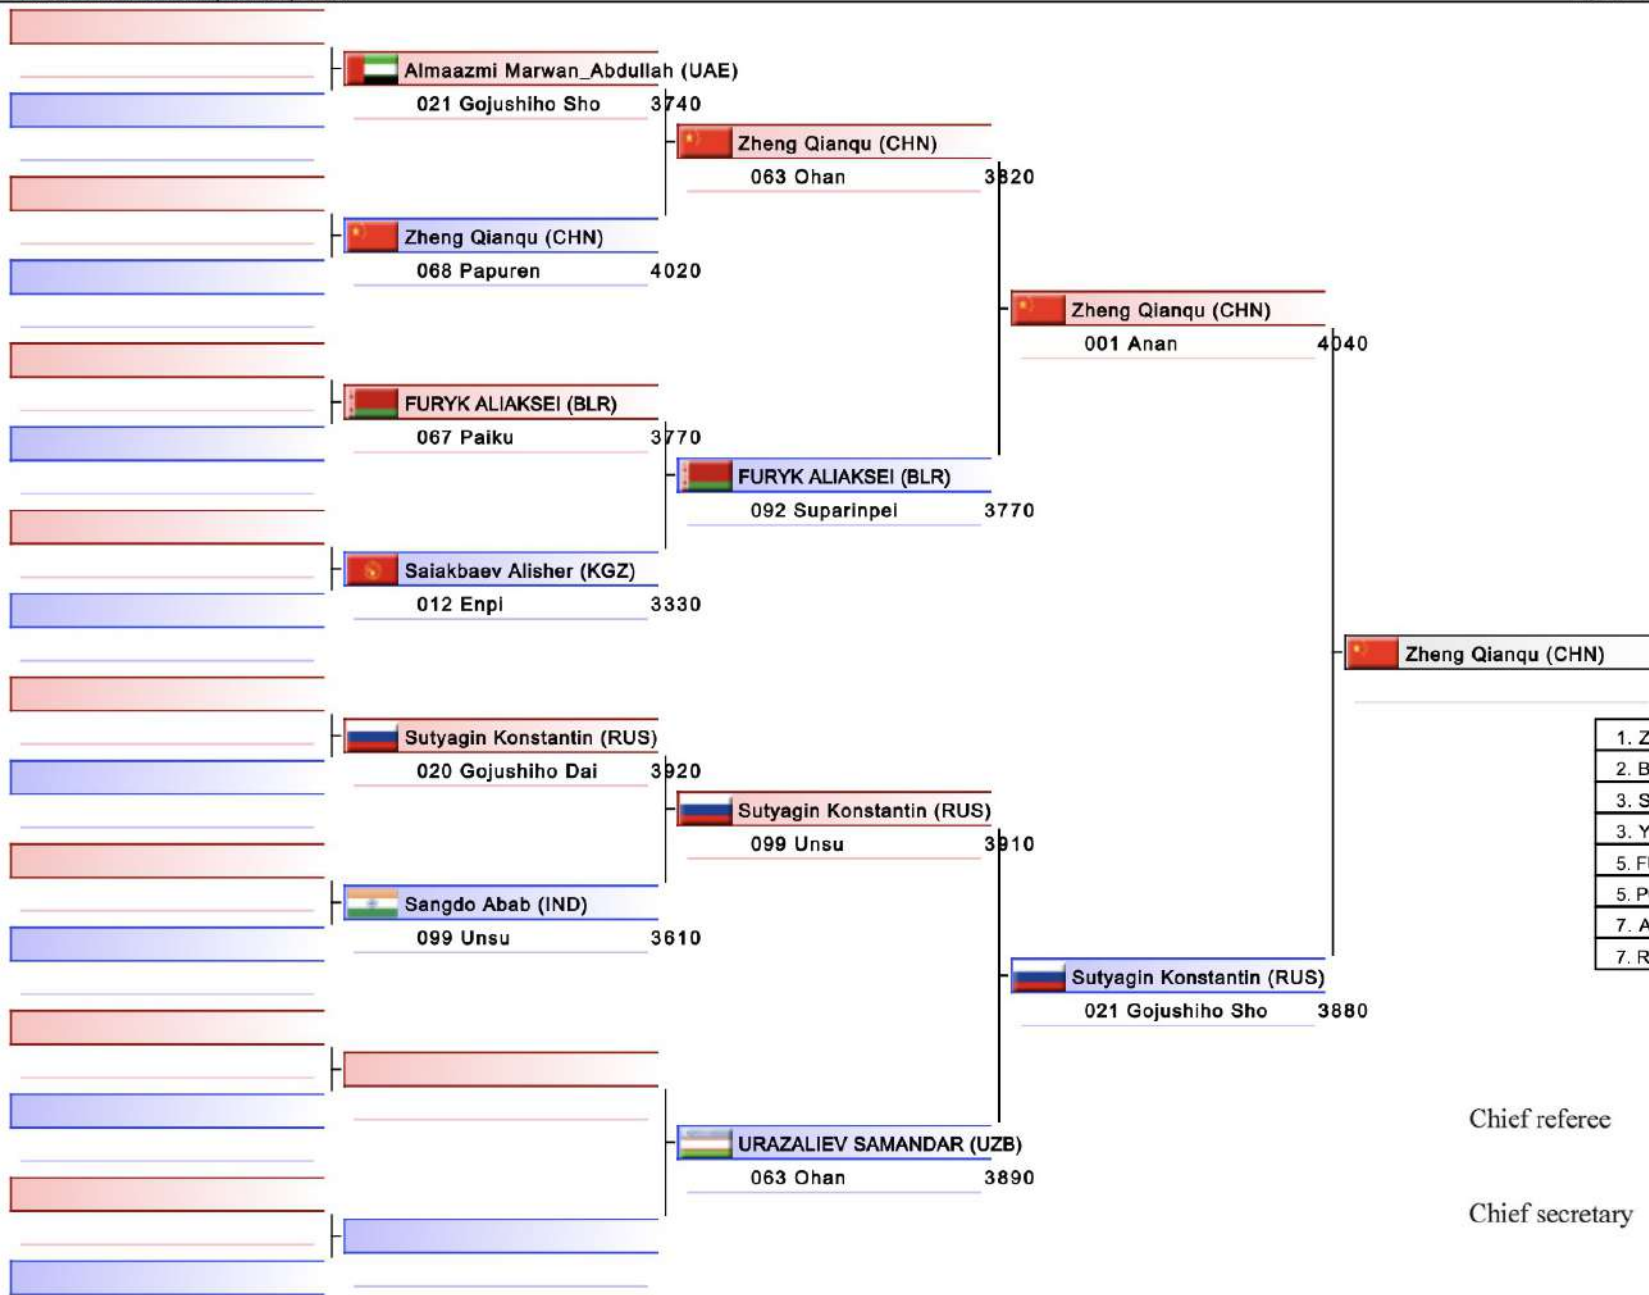 Almaazmi Marwan_Abdullah (UAE)
021 Gojushiho Sho 3740
Zheng Qianqu (CHN)
063 Ohan 3820
Zheng Qianqu (CHN)
068 Papuren 4020
Zheng Qianqu (CHN)
001 Anan 4040
FURYK ALIAKSEI (BLR)
067 Paiku 3770
FURYK ALIAKSEI (BLR)
092 Suparinpei 3770
Saiakbaev Alisher (KGZ)
012 Enpi 3330
Zheng Qianqu (CHN)
Sutyagin Konstantin (RUS)
020 Gojushiho Dai 3920
Sutyagin Konstantin (RUS)
099 Unsu 3910
Sangdo Abab (IND)
099 Unsu 3610
Sutyagin Konstantin (RUS)
021 Gojushiho Sho 3880
URAZALIEV SAMANDAR (UZB)
063 Ohan 3890
1. Z
2. B
3. S
3. Y
5. F
5. P
7. A
7. R
Chief referee
Chief secretary